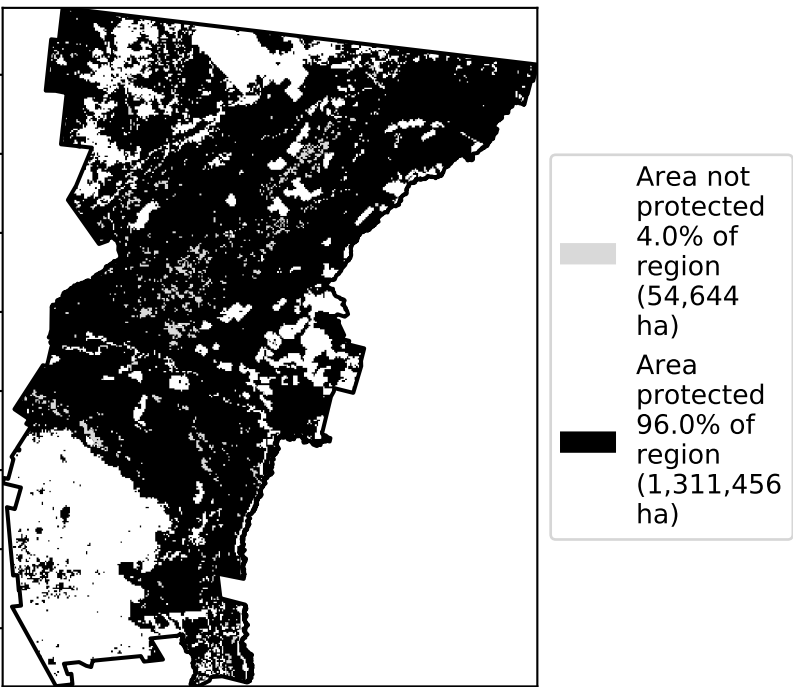 Area not
protected
4.0% of
region
(54,644
ha)
Area
protected
96.0% of
region
(1,311,456
ha)